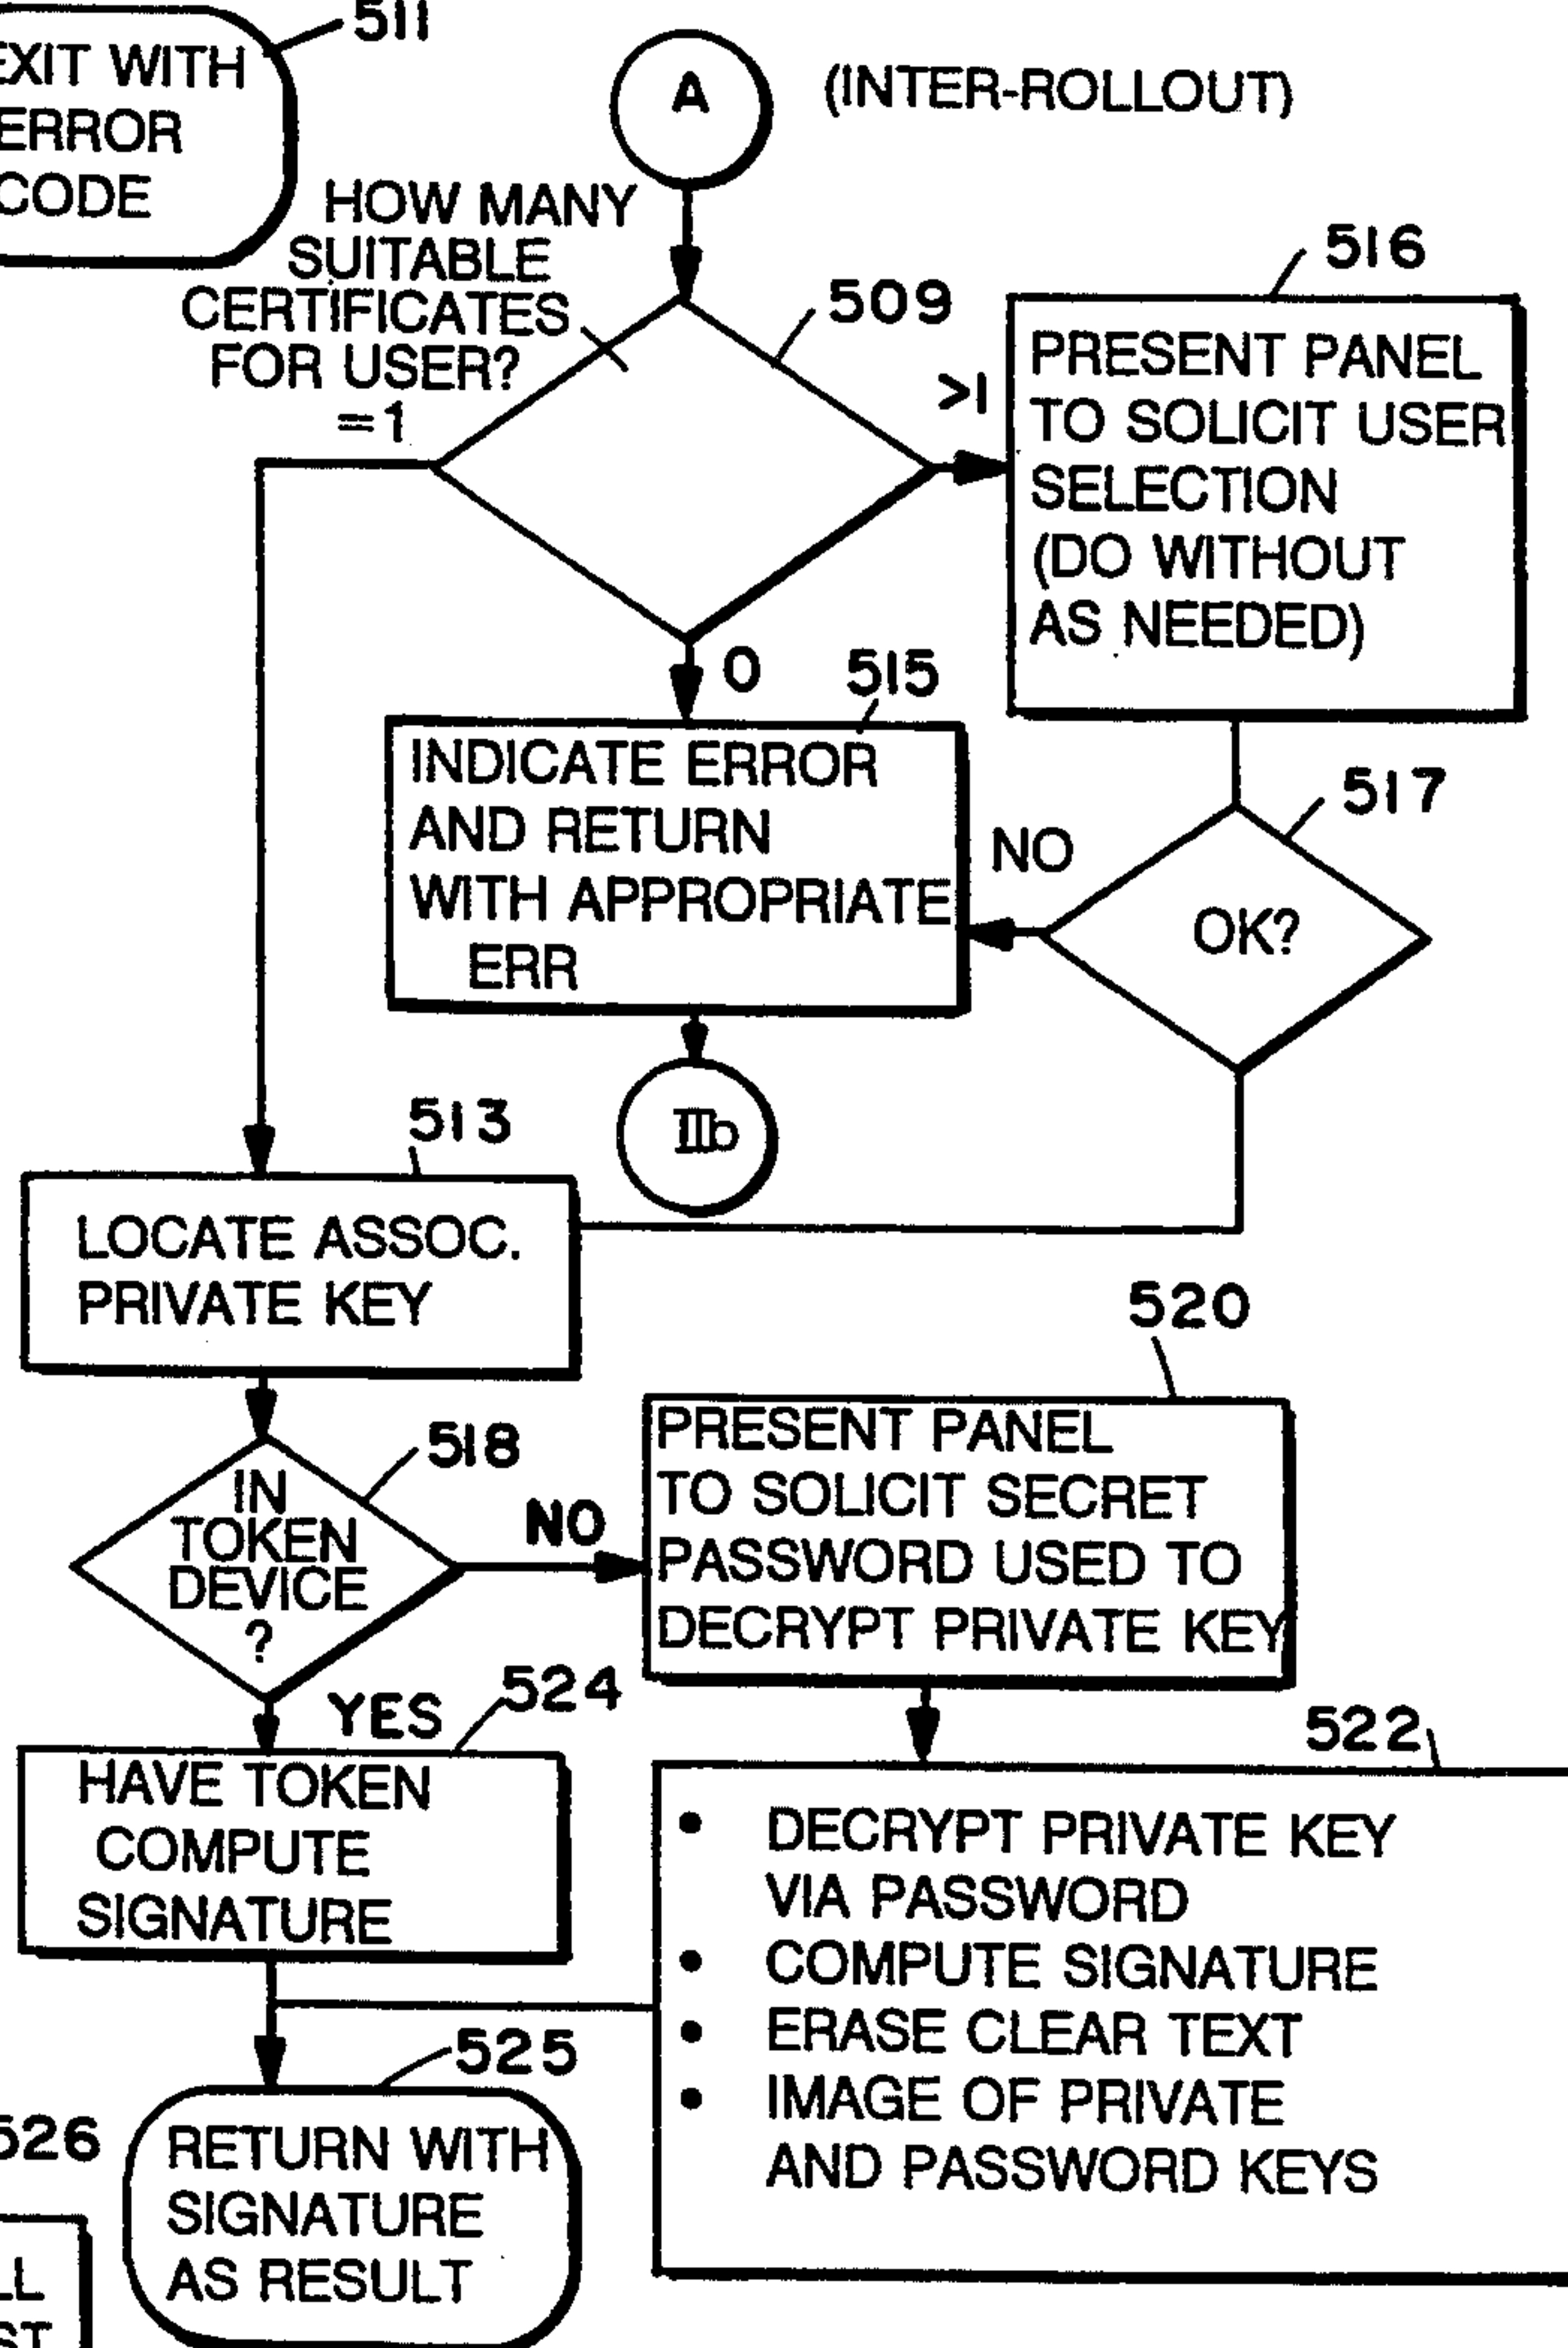 511
EXIT WITH
ERROR
CODE
A
(INTER-ROLLOUT)
HOW MANY
SUITABLE
CERTIFICATES
FOR USER?
=1
509
>1
516
PRESENT PANEL
TO SOLICIT USER
SELECTION
(DO WITHOUT
AS NEEDED)
0
515
INDICATE ERROR
AND RETURN
WITH APPROPRIATE
ERR
NO
517
OK?
IIIb
513
LOCATE ASSOC.
PRIVATE KEY
518
IN
TOKEN
DEVICE
?
NO
520
PRESENT PANEL
TO SOLICIT SECRET
PASSWORD USED TO
DECRYPT PRIVATE KEY
YES
524
HAVE TOKEN
COMPUTE
SIGNATURE
522
• DECRYPT PRIVATE KEY
VIA PASSWORD
• COMPUTE SIGNATURE
• ERASE CLEAR TEXT
• IMAGE OF PRIVATE
AND PASSWORD KEYS
525
RETURN WITH
SIGNATURE
AS RESULT
526